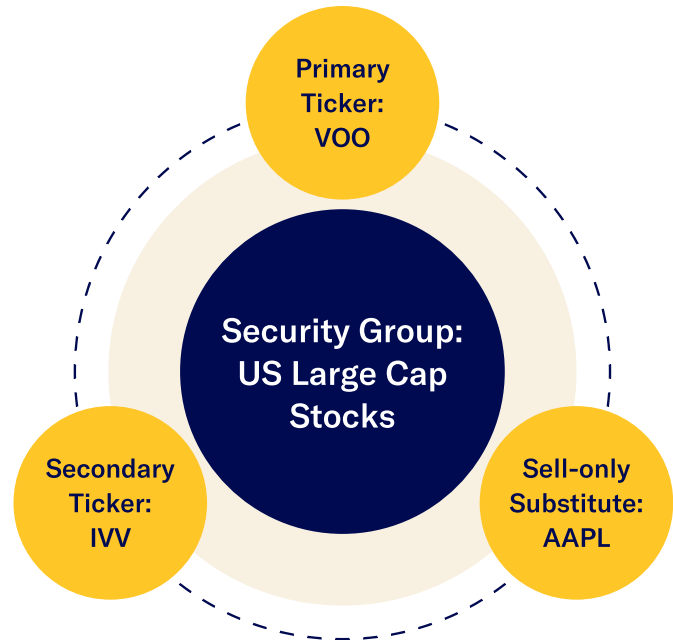 Primary
Ticker:
VOO
Security Group:
US Large Cap
Stocks
Secondary
Ticker:
IVV
Sell-only
Substitute:
AAPL